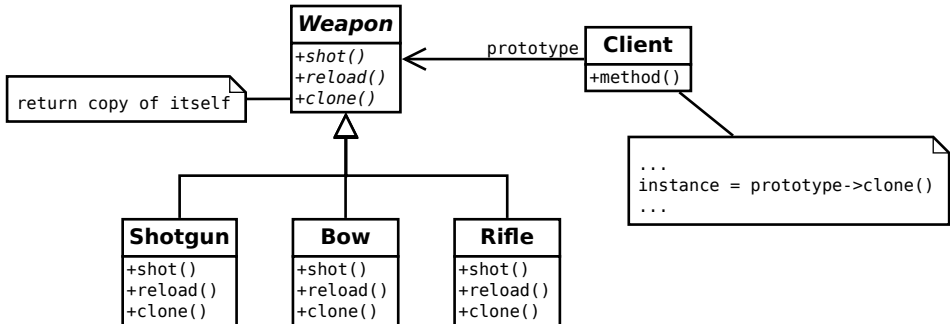 Weapon
+shot()
+reload()
+clone()
prototype
Client
+method()
return copy of itself
...
instance = prototype->clone()
...
Shotgun
+shot()
+reload()
+clone()
Bow
+shot()
+reload()
+clone()
Rifle
+shot()
+reload()
+clone()